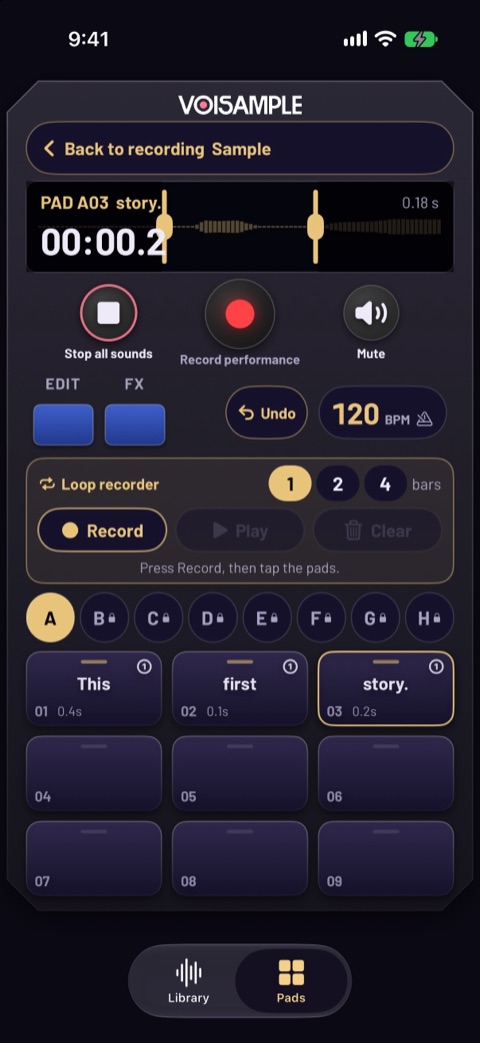 9:41
VOISAMPLE
Back to recording Sample
PAD A03 story.
0.18 s
00:00.2
Stop all sounds
Record performance
Mute
EDIT
FX
Undo
120 BPM
Loop recorder
1
2
4
bars
Record
Play
Clear
Press Record, then tap the pads.
A
B
C
D
E
F
G
H
1
This
01 0.4s
1
first
02 0.1s
1
story.
03 0.2s
04
05
06
07
08
09
Library
Pads